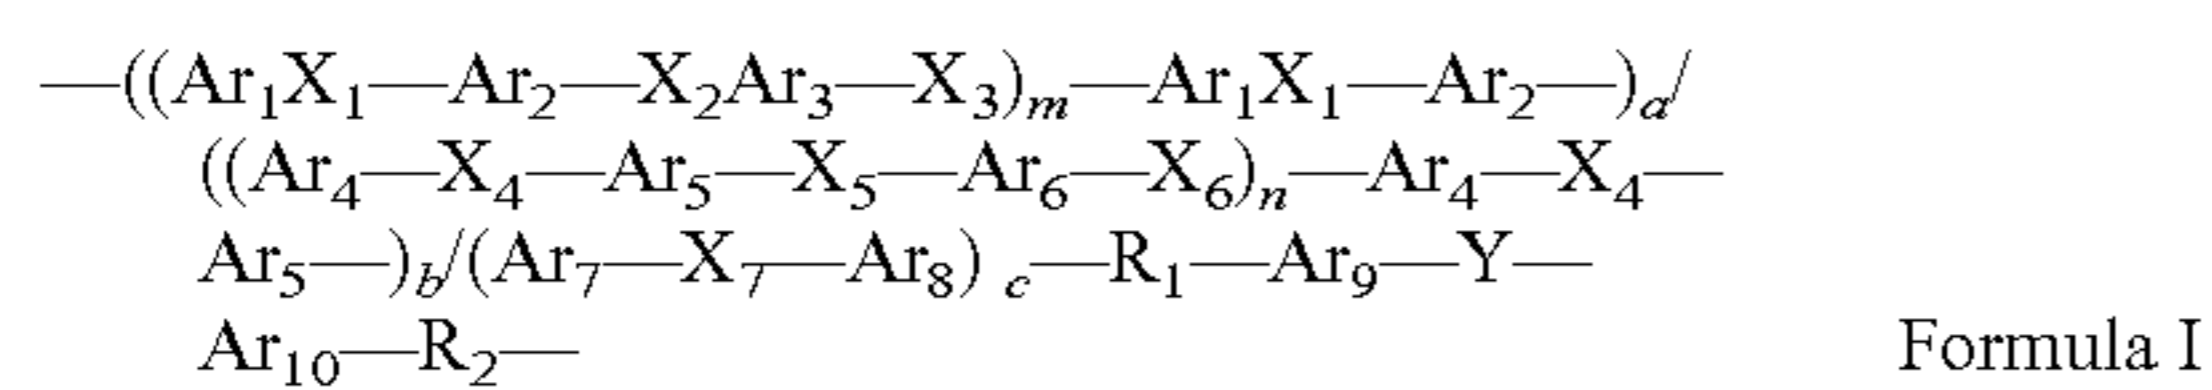 —((Ar₁X₁—Ar₂—X₂Ar₃—X₃)ₘ—Ar₁X₁—Ar₂—)ₐ/
((Ar₄—X₄—Ar₅—X₅—Ar₆—X₆)ₙ—Ar₄—X₄—
Ar₅—)b/(Ar₇—X₇—Ar₈) c—R₁—Ar₉—Y—
Ar₁₀—R₂— Formula I